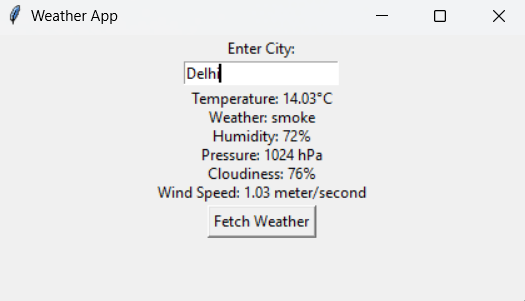 Weather App
Enter City:
Delhi
Temperature: 14.03°C
Weather: smoke
Humidity: 72%
Pressure: 1024 hPa
Cloudiness: 76%
Wind Speed: 1.03 meter/second
Fetch Weather